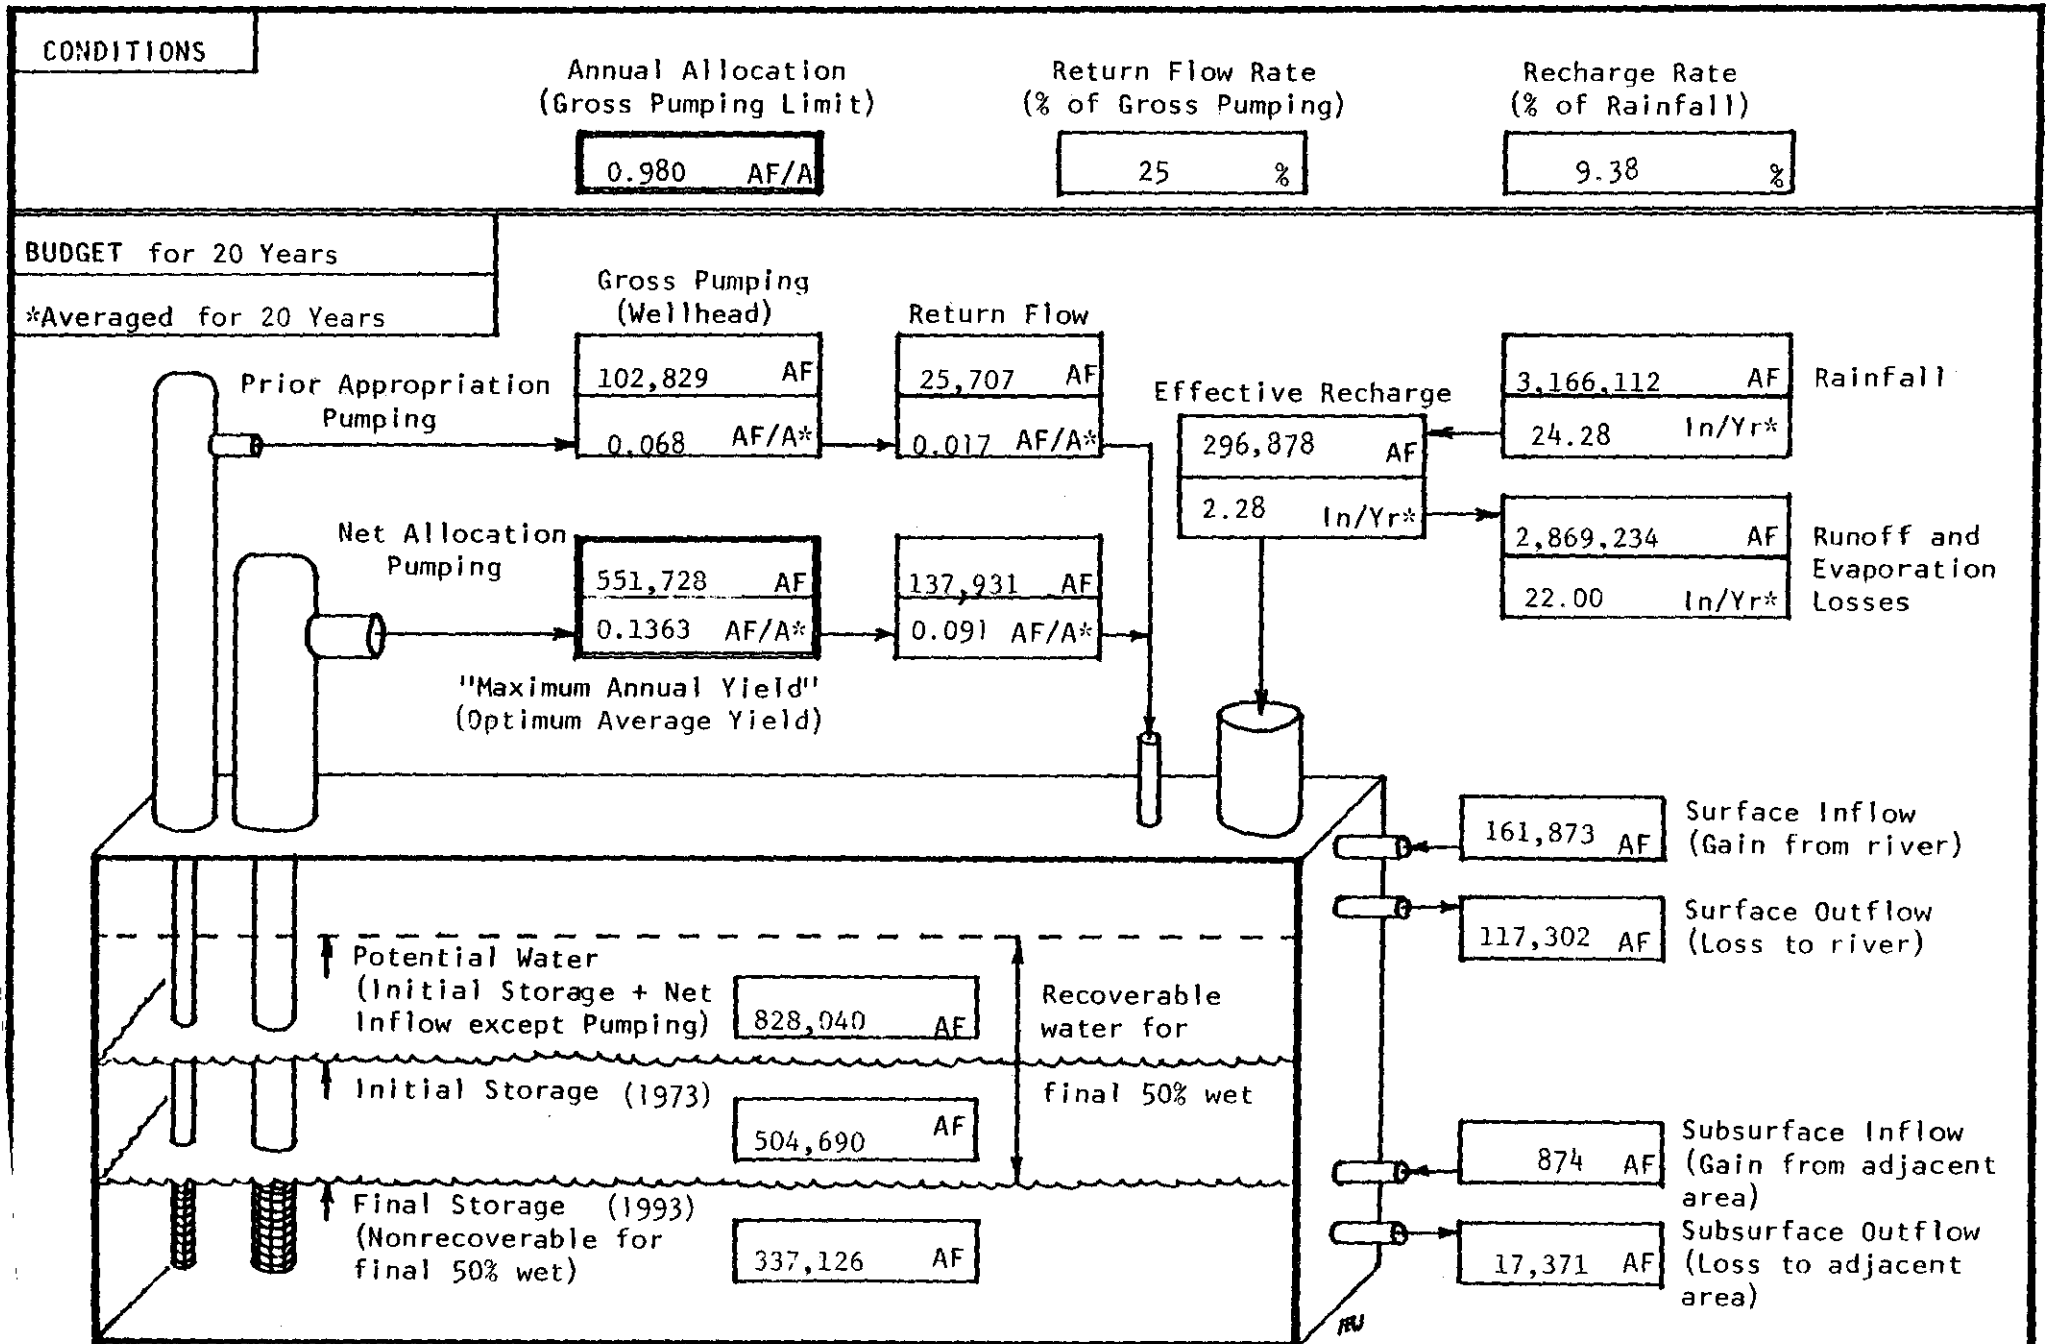 CONDITIONS
Annual Allocation
(Gross Pumping Limit)
0.980 AF/A
Return Flow Rate
(% of Gross Pumping)
25 %
Recharge Rate
(% of Rainfall)
9.38 %
BUDGET for 20 Years
*Averaged for 20 Years
Gross Pumping
(Wellhead)
Return Flow
Prior Appropriation
Pumping
102,829 AF
0.068 AF/A*
25,707 AF
0.017 AF/A*
Effective Recharge
296,878 AF
2.28 In/Yr*
3,166,112 AF
24.28 In/Yr*
Rainfall
Net Allocation
Pumping
551,728 AF
0.1363 AF/A*
137,931 AF
0.091 AF/A*
2,869,234 AF
22.00 In/Yr*
Runoff and
Evaporation
Losses
"Maximum Annual Yield"
(Optimum Average Yield)
161,873 AF
Surface Inflow
(Gain from river)
117,302 AF
Surface Outflow
(Loss to river)
Potential Water
(Initial Storage + Net
Inflow except Pumping)
828,040 AF
Recoverable
water for
final 50% wet
Initial Storage (1973)
504,690 AF
874 AF
Subsurface Inflow
(Gain from adjacent
area)
Final Storage (1993)
(Nonrecoverable for
final 50% wet)
337,126 AF
17,371 AF
Subsurface Outflow
(Loss to adjacent
area)